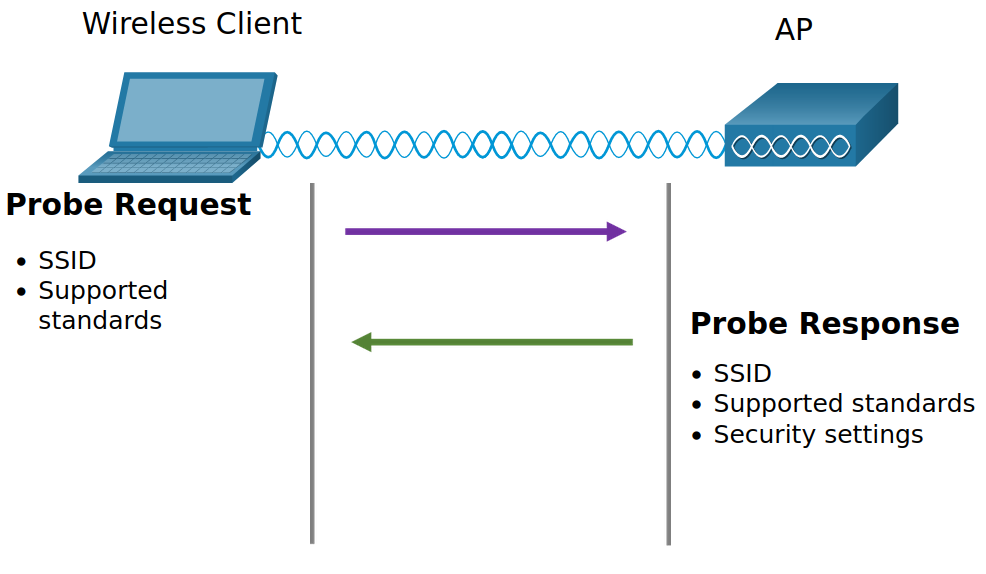 Wireless Client
AP
Probe Request
• SSID
• Supported
standards
Probe Response
• SSID
• Supported standards
• Security settings